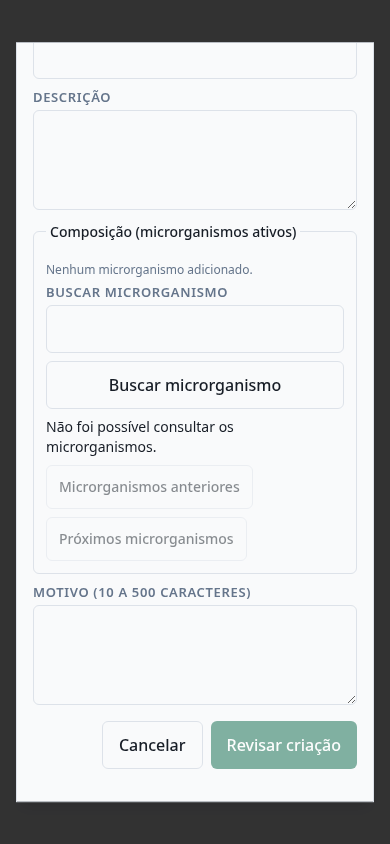 DESCRIÇÃO
Composição (microrganismos ativos)
Nenhum microrganismo adicionado.
BUSCAR MICRORGANISMO
Buscar microrganismo
Não foi possível consultar os
microrganismos.
Microrganismos anteriores
Próximos microrganismos
MOTIVO (10 A 500 CARACTERES)
Cancelar
Revisar criação